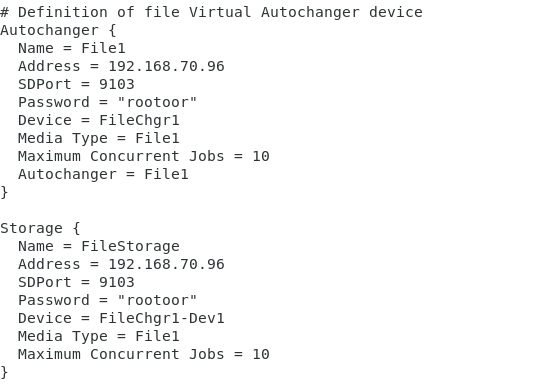 # Definition of file Virtual Autochanger device
Autochanger {
  Name = File1
  Address = 192.168.70.96
  SDPort = 9103
  Password = "rootoor"
  Device = FileChgr1
  Media Type = File1
  Maximum Concurrent Jobs = 10
  Autochanger = File1
}

Storage {
  Name = FileStorage
  Address = 192.168.70.96
  SDPort = 9103
  Password = "rootoor"
  Device = FileChgr1-Dev1
  Media Type = File1
  Maximum Concurrent Jobs = 10
}